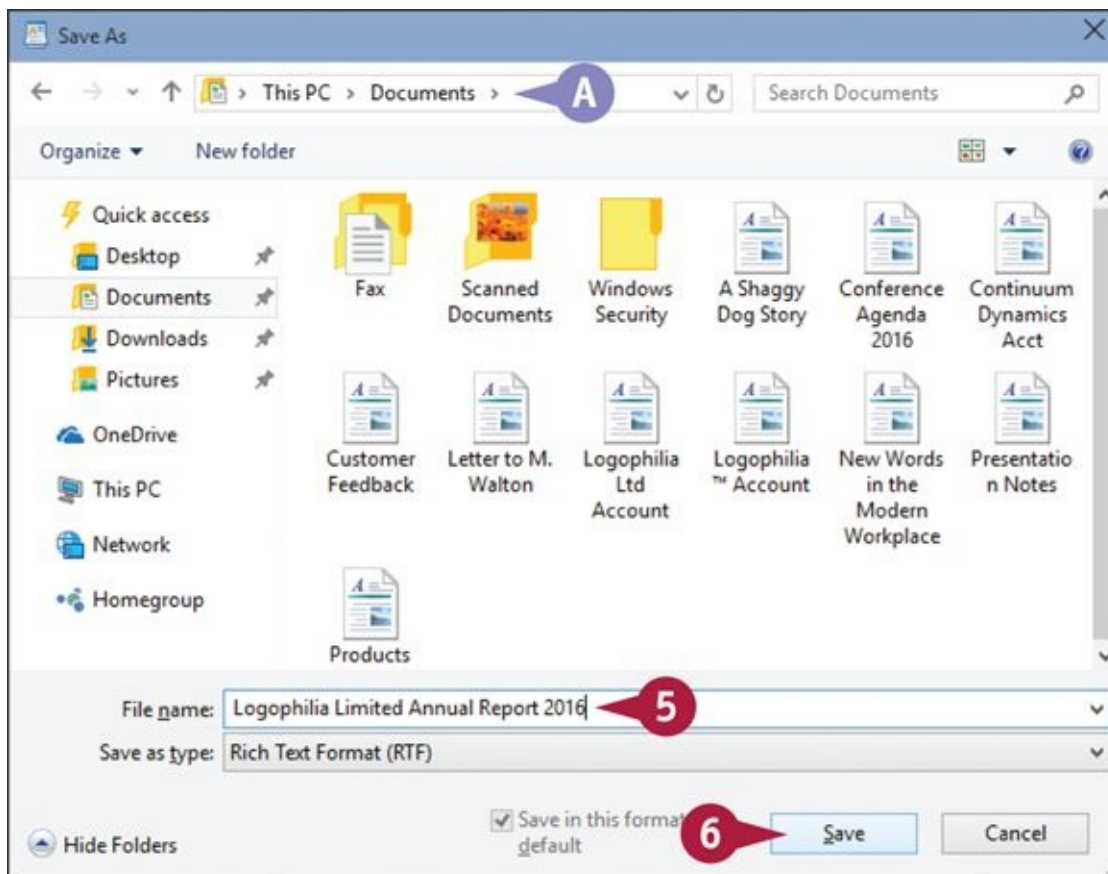 Save As
This PC > Documents >
A
Search Documents
Organize
New folder
Quick access
Desktop
Documents
Downloads
Pictures
OneDrive
This PC
Network
Homegroup
Fax
Scanned
Documents
Windows
Security
A Shaggy
Dog Story
Conference
Agenda
2016
Continuum
Dynamics
Acct
Customer
Feedback
Letter to M.
Walton
Logophilia
Ltd
Account
Logophilia
™ Account
New Words
in the
Modern
Workplace
Presentatio
n Notes
Products
File name: Logophilia Limited Annual Report 2016
5
Save as type: Rich Text Format (RTF)
Hide Folders
Save in this format
default
6
Save
Cancel